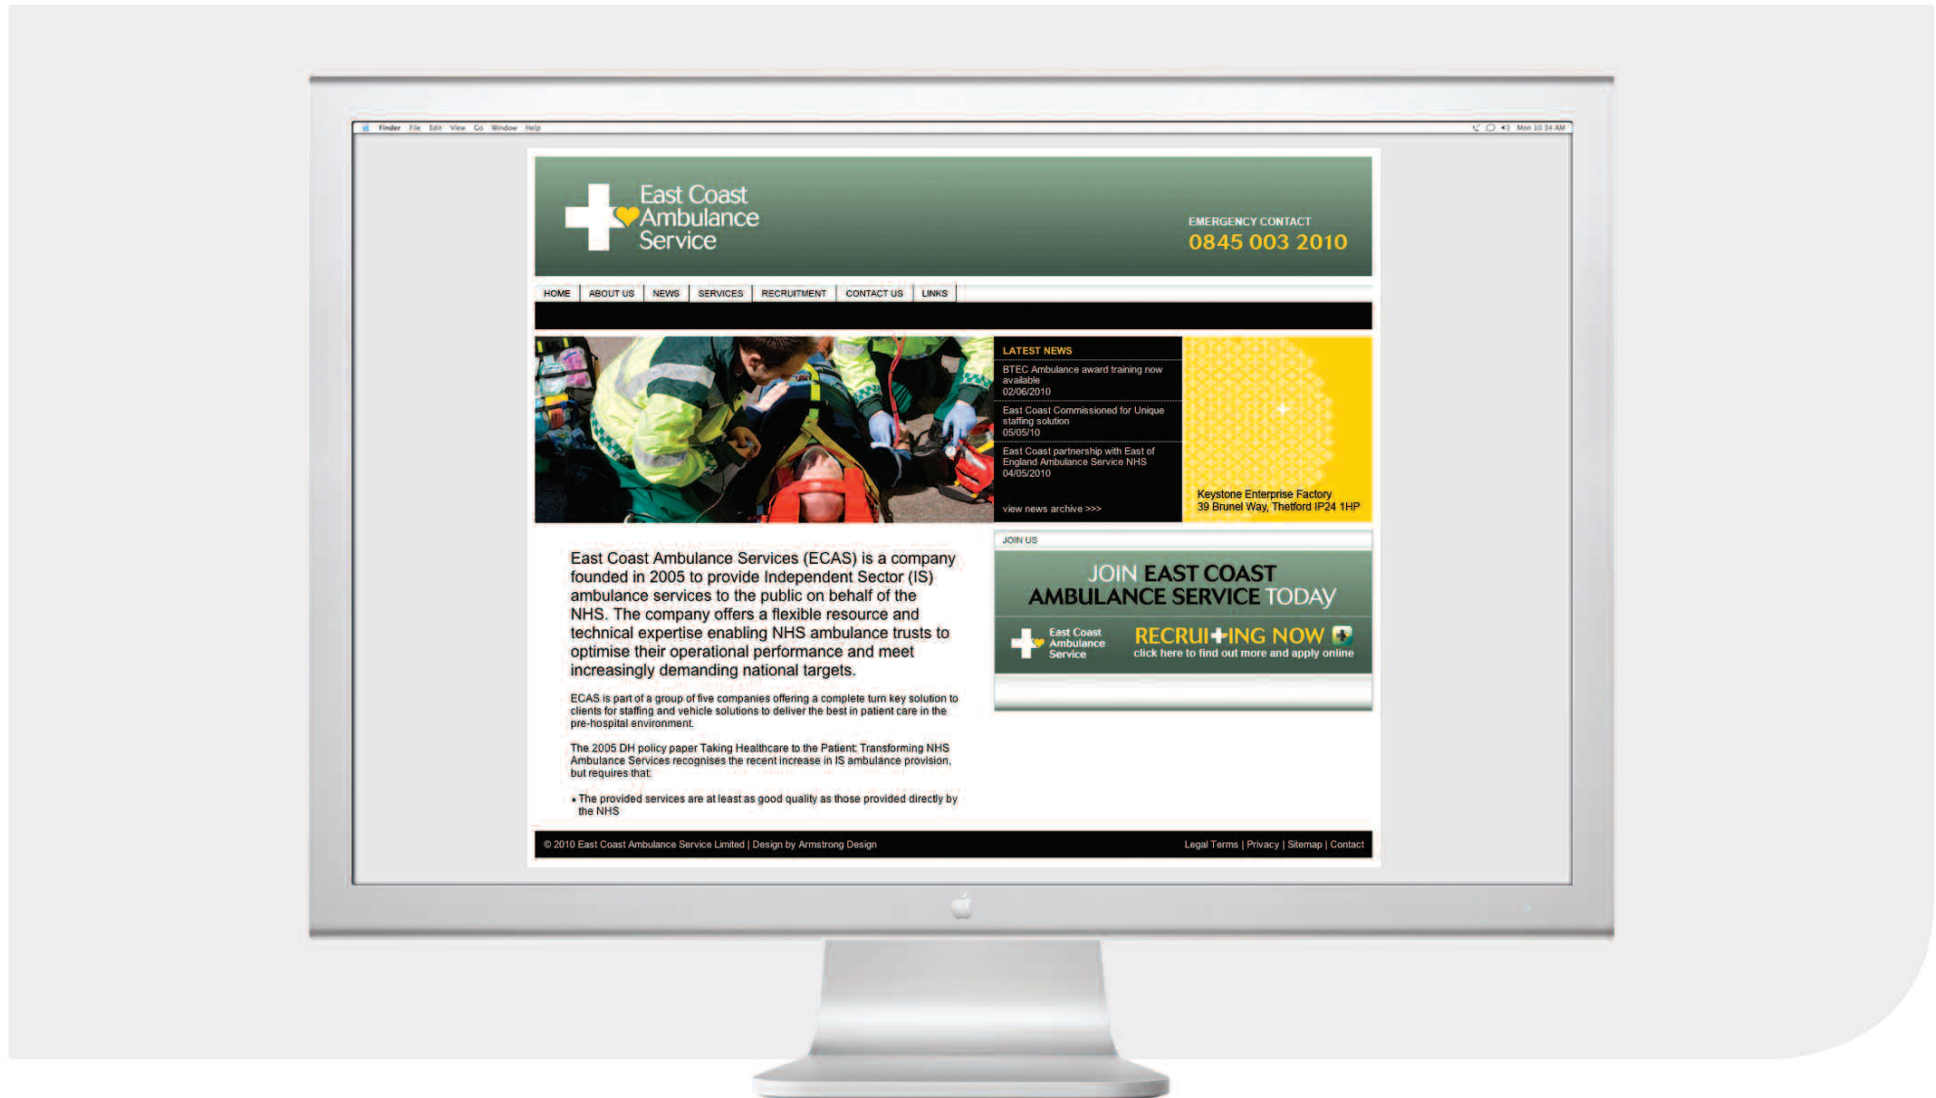 Finder File Edit View Go Window Help
Mon 10:34 AM
East Coast
Ambulance
Service
EMERGENCY CONTACT
0845 003 2010
HOME ABOUT US NEWS SERVICES RECRUITMENT CONTACT US LINKS
LATEST NEWS
BTEC Ambulance award training now
available
02/06/2010
East Coast Commissioned for Unique
staffing solution
05/05/10
East Coast partnership with East of
England Ambulance Service NHS
04/05/2010
view news archive >>>
Keystone Enterprise Factory
39 Brunel Way, Thetford IP24 1HP
East Coast Ambulance Services (ECAS) is a company
founded in 2005 to provide Independent Sector (IS)
ambulance services to the public on behalf of the
NHS. The company offers a flexible resource and
technical expertise enabling NHS ambulance trusts to
optimise their operational performance and meet
increasingly demanding national targets.
ECAS is part of a group of five companies offering a complete turn key solution to
clients for staffing and vehicle solutions to deliver the best in patient care in the
pre-hospital environment.
The 2005 DH policy paper Taking Healthcare to the Patient: Transforming NHS
Ambulance Services recognises the recent increase in IS ambulance provision,
but requires that:
• The provided services are at least as good quality as those provided directly by
the NHS
JOIN US
JOIN EAST COAST
AMBULANCE SERVICE TODAY
East Coast
Ambulance
Service
RECRUITING NOW
click here to find out more and apply online
© 2010 East Coast Ambulance Service Limited | Design by Armstrong Design
Legal Terms | Privacy | Sitemap | Contact